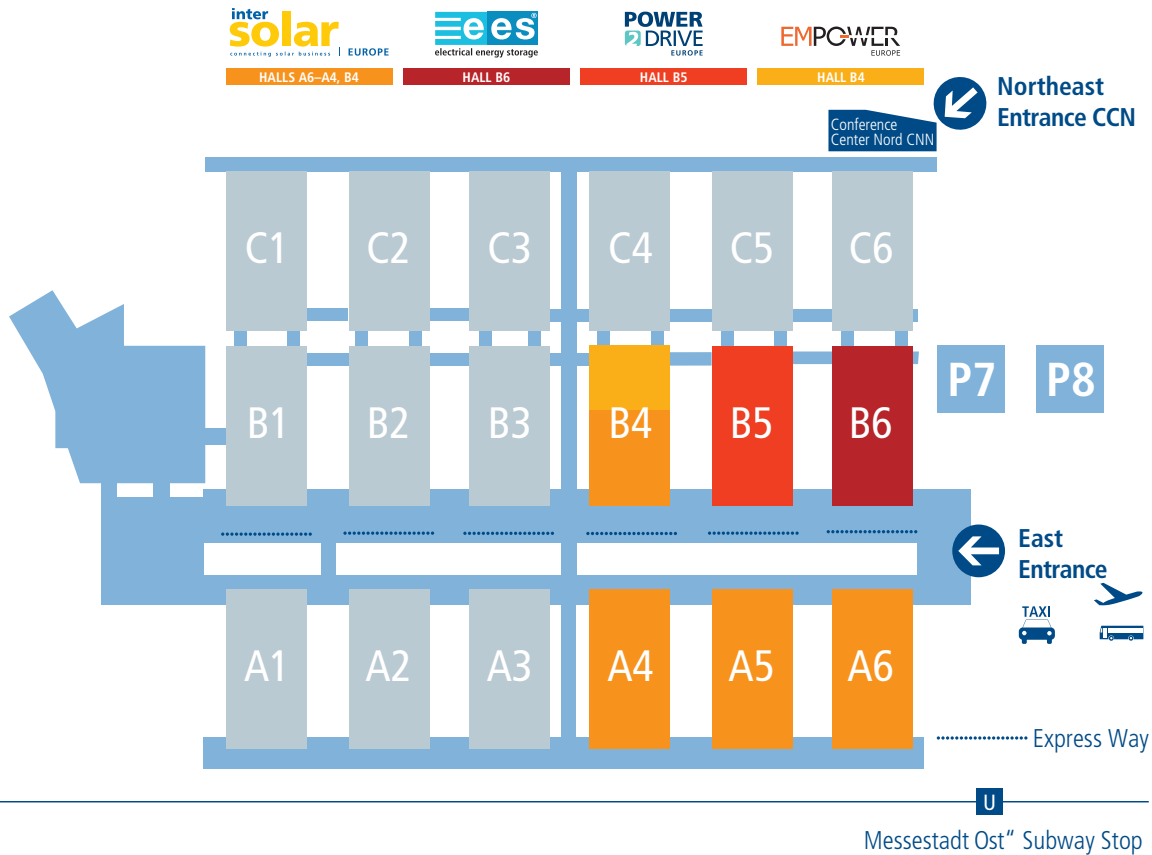 inter
solar
connecting solar business | EUROPE
ees®
electrical energy storage
POWER
2DRIVE
EUROPE
EMPOWER
EUROPE
HALLS A6–A4, B4
HALL B6
HALL B5
HALL B4
Northeast
Entrance CCN
Conference
Center Nord CNN
C1 C2 C3 C4 C5 C6
B1 B2 B3 B4 B5 B6
P7 P8
East
Entrance
TAXI
A1 A2 A3 A4 A5 A6
Express Way
U
Messestadt Ost“ Subway Stop